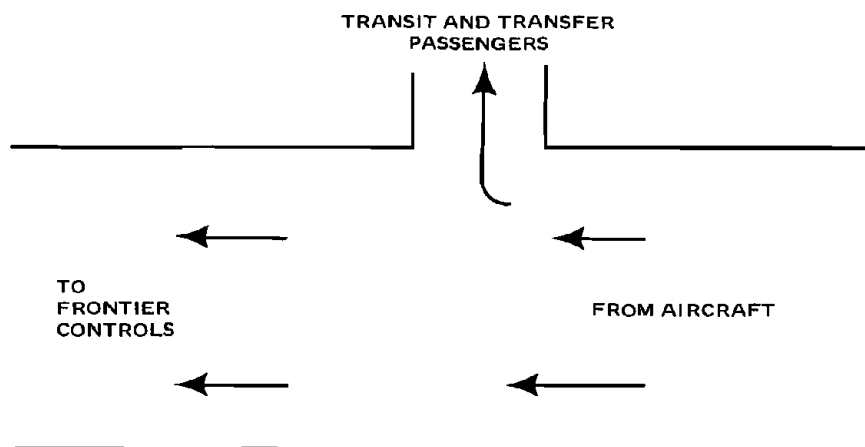 TRANSIT AND TRANSFER
PASSENGERS
TO
FRONTIER
CONTROLS
FROM AIRCRAFT